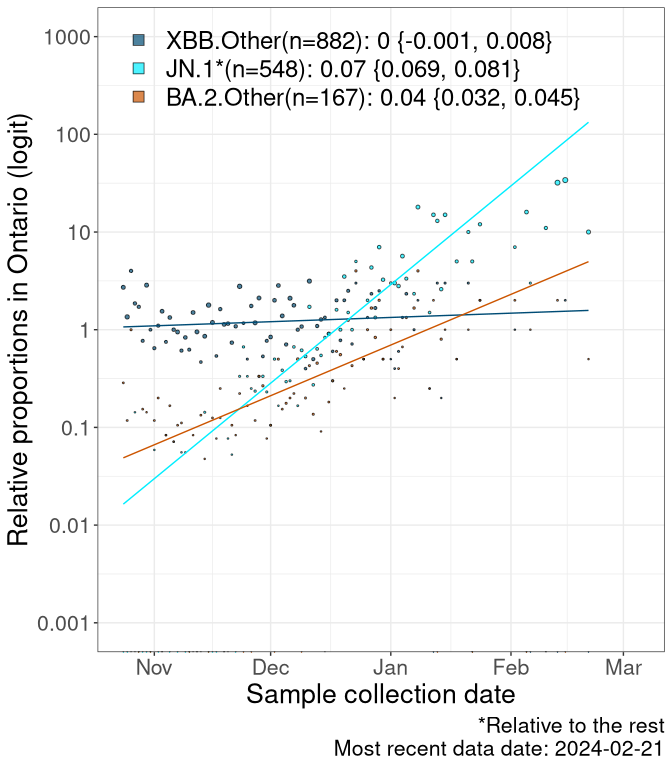 XBB.Other(n=882): 0 {-0.001, 0.008}
JN.1*(n=548): 0.07 {0.069, 0.081}
BA.2.Other(n=167): 0.04 {0.032, 0.045}
Relative proportions in Ontario (logit)
1000
100
10
1
0.1
0.01
0.001
Nov Dec Jan Feb Mar
Sample collection date
*Relative to the rest
Most recent data date: 2024-02-21